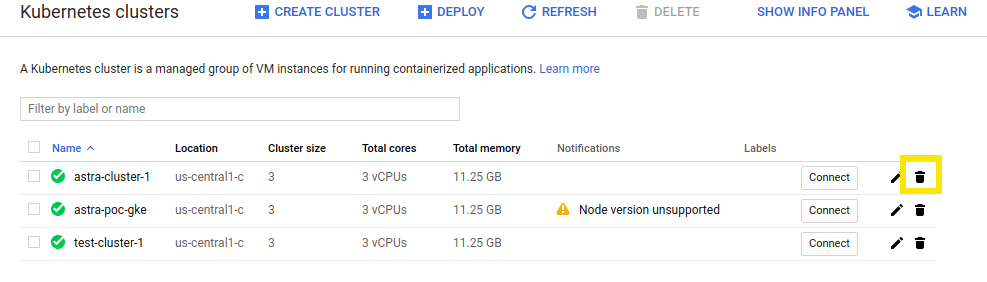 Kubernetes clusters CREATE CLUSTER DEPLOY REFRESH DELETE SHOW INFO PANEL LEARN
A Kubernetes cluster is a managed group of VM instances for running containerized applications. Learn more
Filter by label or name
Name Location Cluster size Total cores Total memory Notifications Labels
astra-cluster-1 us-central1-c 3 3 vCPUs 11.25 GB Connect
astra-poc-gke us-central1-c 3 3 vCPUs 11.25 GB Node version unsupported Connect
test-cluster-1 us-central1-c 3 3 vCPUs 11.25 GB Connect